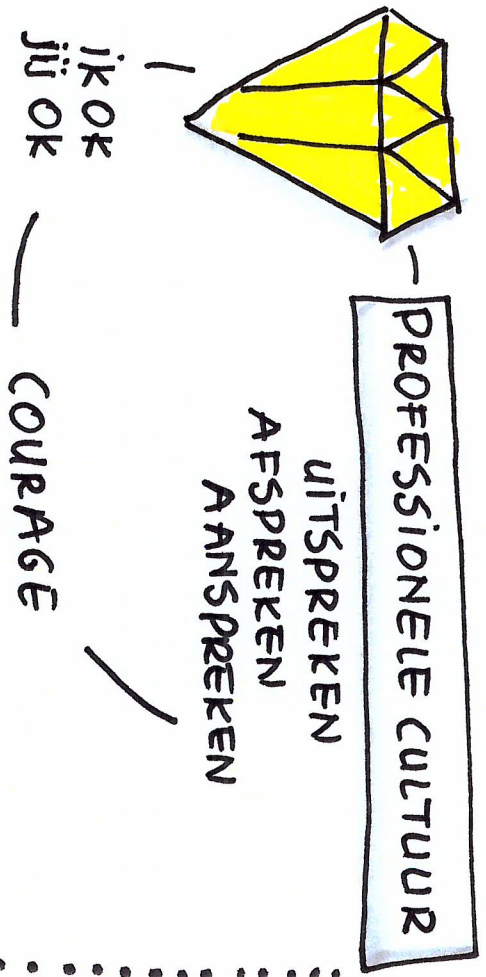 PROFESSIONELE CULTUUR
UITSPREKEN
AFSPREKEN
AANSPREKEN
IK OK
JIJ OK
COURAGE